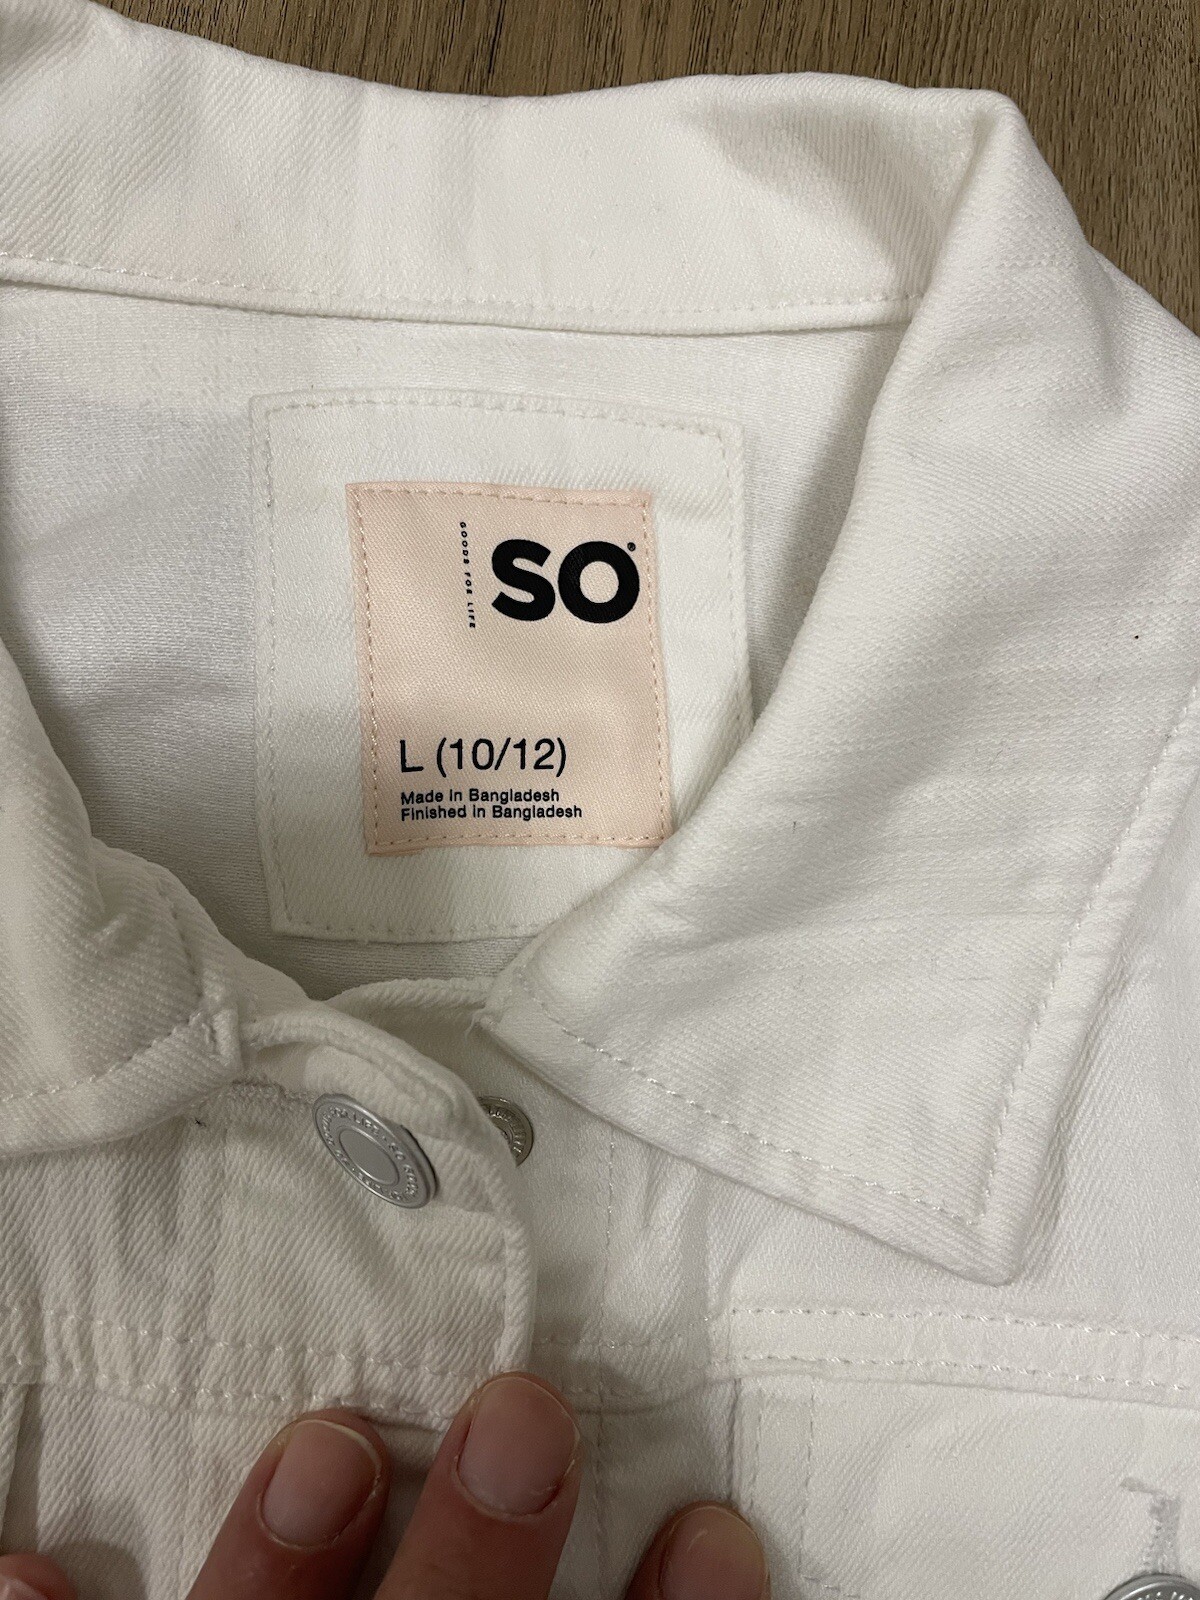 GOODS FOR LIFE
SO®
L (10/12)
Made in Bangladesh
Finished in Bangladesh